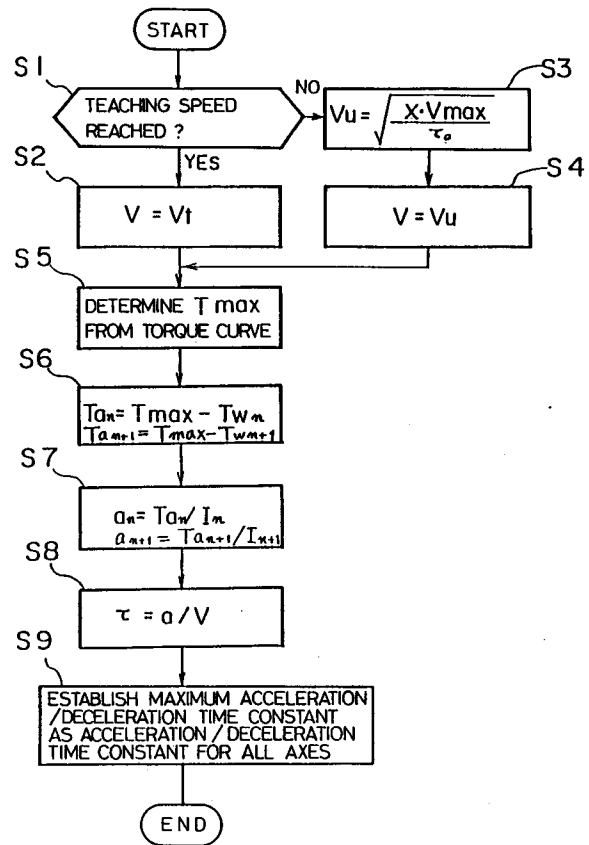 START
S1
TEACHING SPEED
REACHED ?
NO
YES
S3
Vu = √(X·Vmax / τo)
S2
V = Vt
S4
V = Vu
S5
DETERMINE Tmax
FROM TORQUE CURVE
S6
Tan = Tmax - Twn
Tan+1 = Tmax - Twn+1
S7
an = Tan / In
an+1 = Tan+1 / In+1
S8
τ = a/V
S9
ESTABLISH MAXIMUM ACCELERATION
/DECELERATION TIME CONSTANT
AS ACCELERATION / DECELERATION
TIME CONSTANT FOR ALL AXES
END